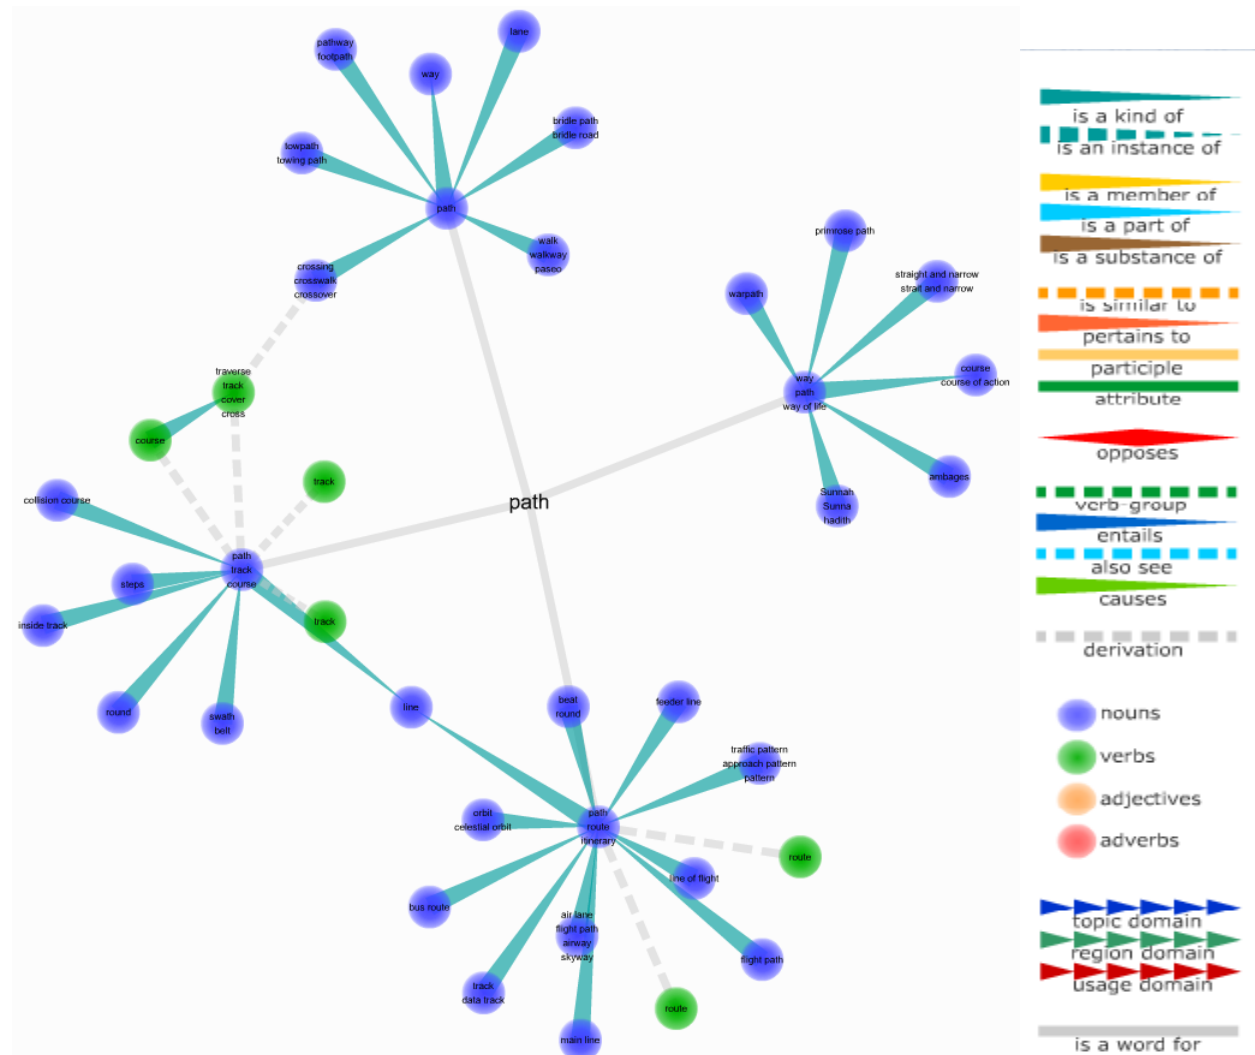 lane
pathway
footpath
way
bridle path
bridle road
towpath
towing path
path
walk
walkway
paseo
crossing
crosswalk
crossover
primrose path
straight and narrow
strait and narrow
warpath
course
course of action
way
path
way of life
ambages
Sunnah
Sunna
hadith
traverse
track
cover
cross
course
track
collision course
path
path
track
course
steps
inside track
track
round
swath
belt
line
beat
round
feeder line
traffic pattern
approach pattern
pattern
orbit
celestial orbit
path
route
itinerary
route
line of flight
bus route
air lane
flight path
airway
skyway
flight path
track
data track
route
main line
is a kind of
is an instance of
is a member of
is a part of
is a substance of
is similar to
pertains to
participle
attribute
opposes
verb-group
entails
also see
causes
derivation
nouns
verbs
adjectives
adverbs
topic domain
region domain
usage domain
is a word for